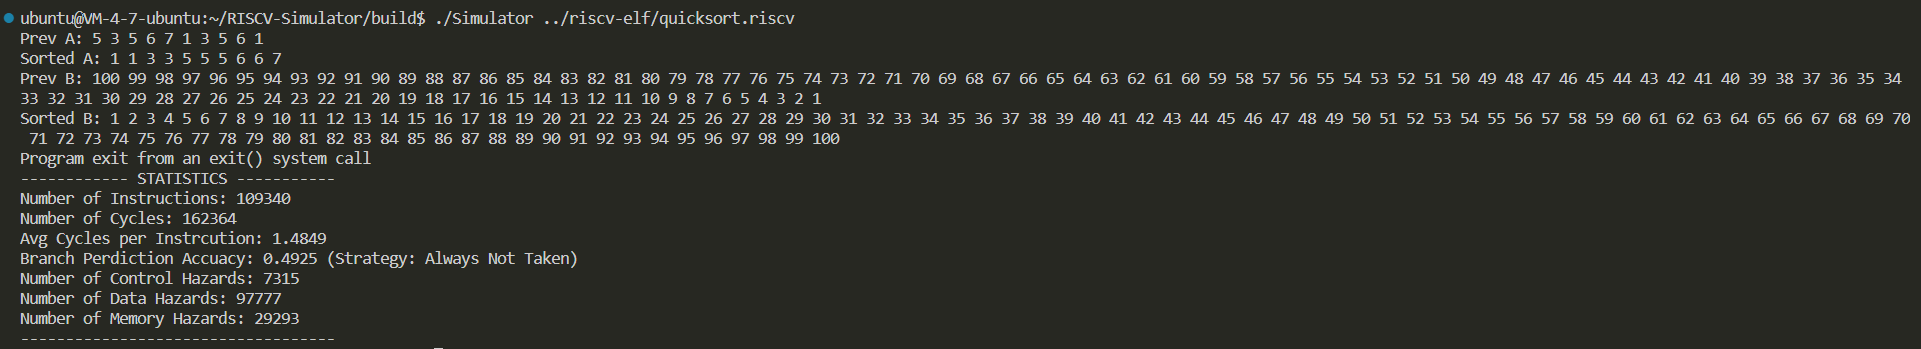 ubuntu@VM-4-7-ubuntu:~/RISCV-Simulator/build$ ./Simulator ../riscv-elf/quicksort.riscv
Prev A: 5 3 5 6 7 1 3 5 6 1
Sorted A: 1 1 3 3 5 5 5 6 6 7
Prev B: 100 99 98 97 96 95 94 93 92 91 90 89 88 87 86 85 84 83 82 81 80 79 78 77 76 75 74 73 72 71 70 69 68 67 66 65 64 63 62 61 60 59 58 57 56 55 54 53 52 51 50 49 48 47 46 45 44 43 42 41 40 39 38 37 36 35 34
33 32 31 30 29 28 27 26 25 24 23 22 21 20 19 18 17 16 15 14 13 12 11 10 9 8 7 6 5 4 3 2 1
Sorted B: 1 2 3 4 5 6 7 8 9 10 11 12 13 14 15 16 17 18 19 20 21 22 23 24 25 26 27 28 29 30 31 32 33 34 35 36 37 38 39 40 41 42 43 44 45 46 47 48 49 50 51 52 53 54 55 56 57 58 59 60 61 62 63 64 65 66 67 68 69 70
71 72 73 74 75 76 77 78 79 80 81 82 83 84 85 86 87 88 89 90 91 92 93 94 95 96 97 98 99 100
Program exit from an exit() system call
------------ STATISTICS -----------
Number of Instructions: 109340
Number of Cycles: 162364
Avg Cycles per Instrcution: 1.4849
Branch Perdiction Accuacy: 0.4925 (Strategy: Always Not Taken)
Number of Control Hazards: 7315
Number of Data Hazards: 97777
Number of Memory Hazards: 29293
-----------------------------------